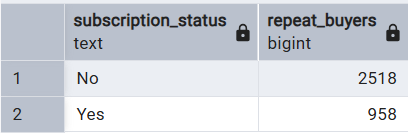 subscription_status repeat_buyers
text bigint
1 No 2518
2 Yes 958